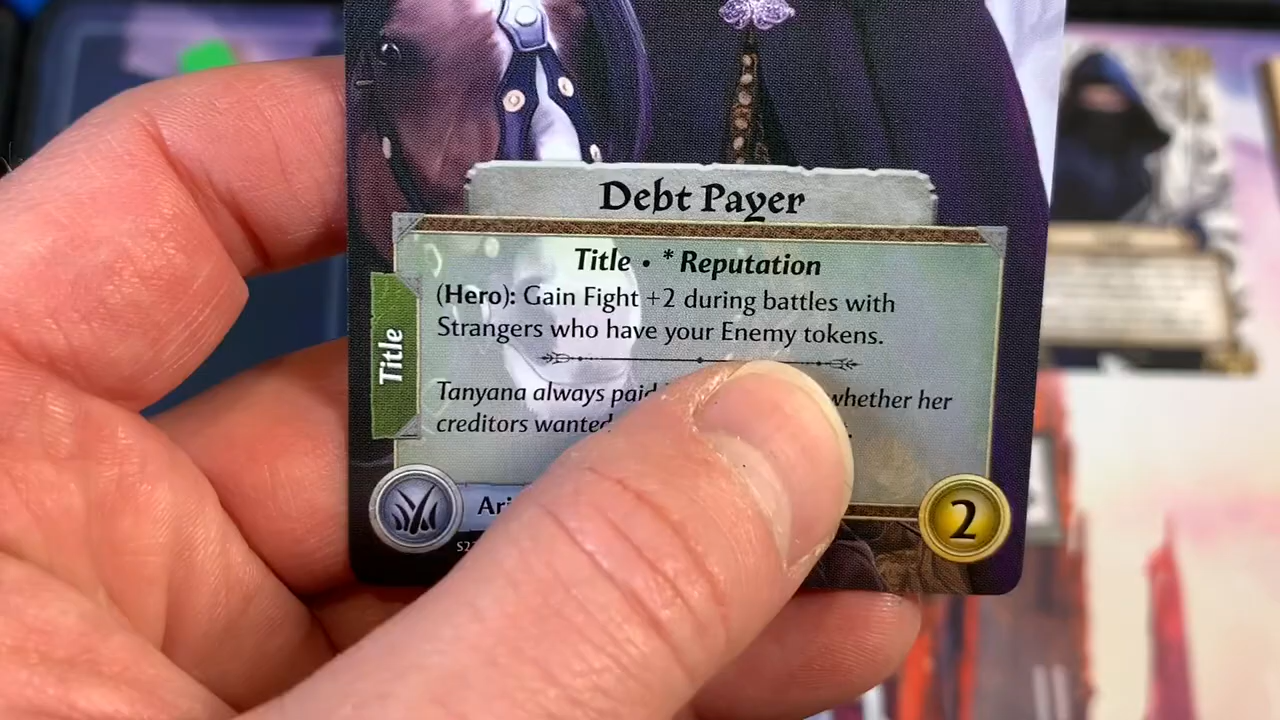 Debt Payer
Title • * Reputation
(Hero): Gain Fight +2 during battles with
Strangers who have your Enemy tokens.
Title
Tanyana always paid whether her
creditors wanted
2